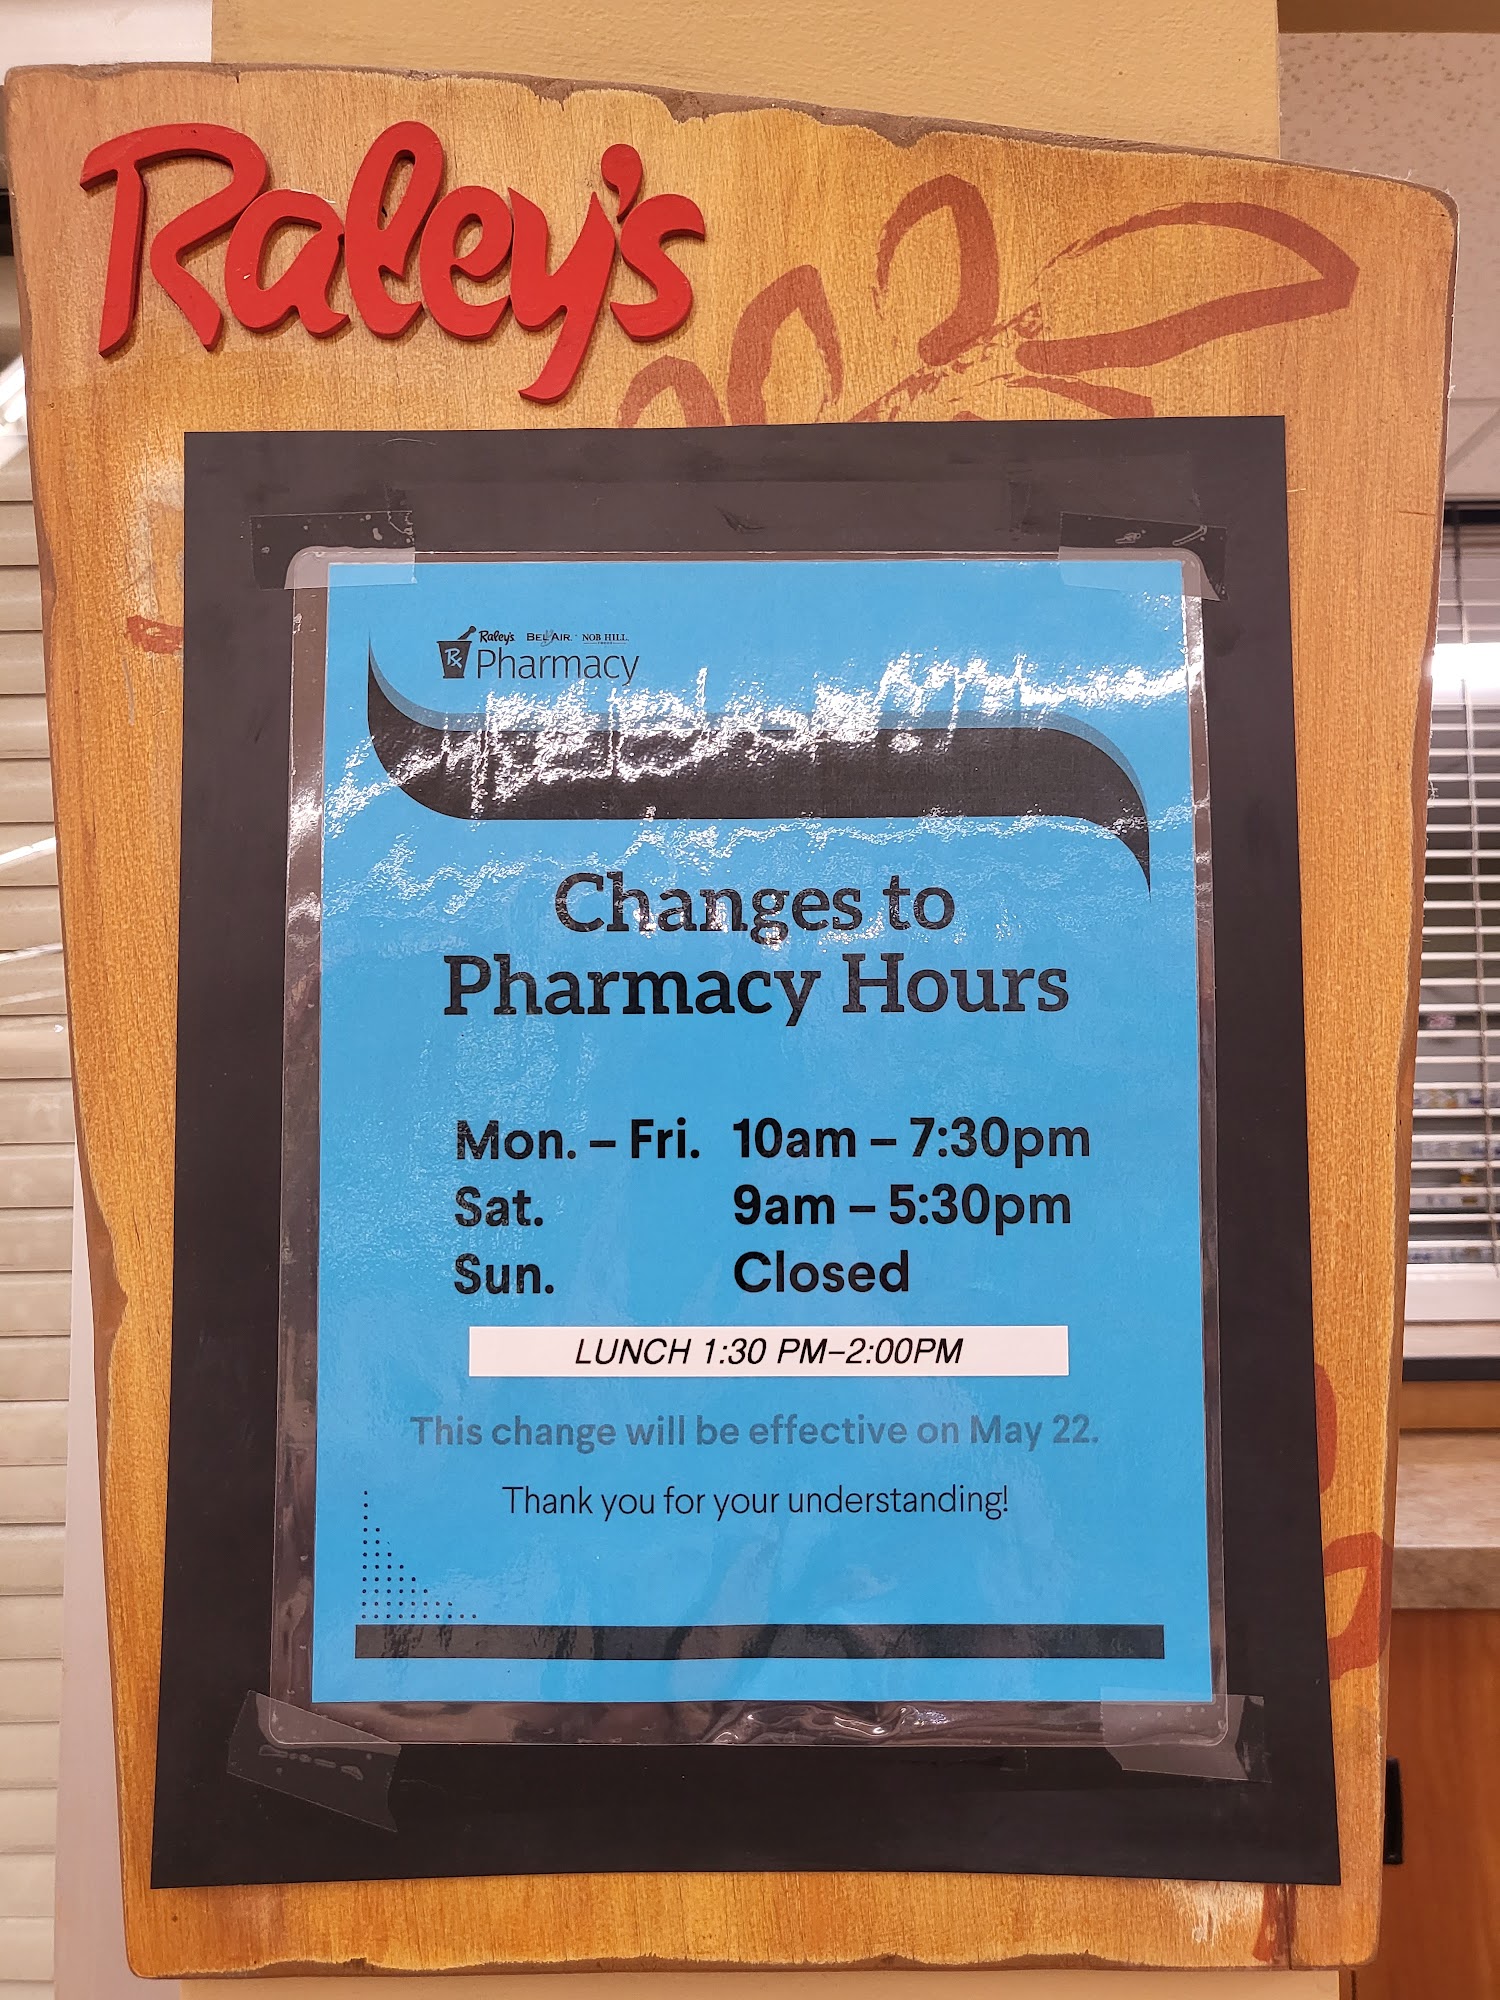 Raley's
Raley's BEL AIR NOB HILL
Rx Pharmacy
Changes to
Pharmacy Hours
Mon. – Fri. 10am – 7:30pm
Sat. 9am – 5:30pm
Sun. Closed
LUNCH 1:30 PM–2:00PM
This change will be effective on May 22.
Thank you for your understanding!